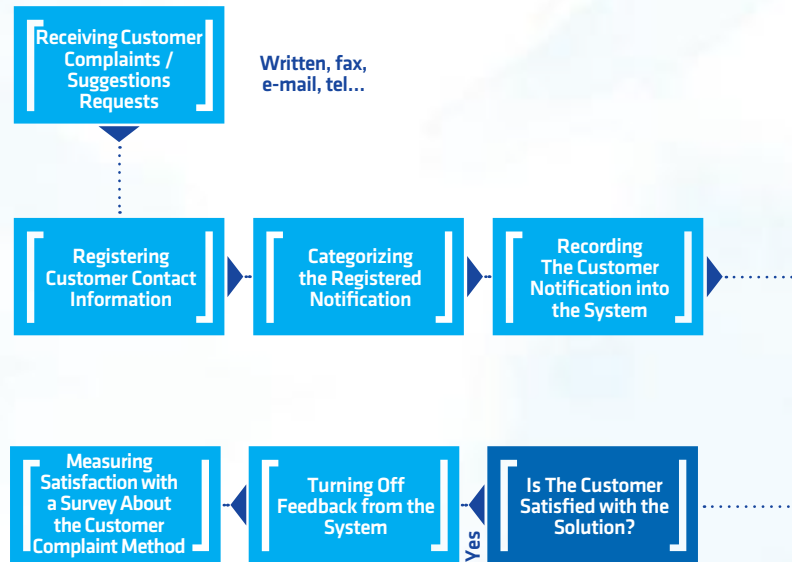 Receiving Customer
Complaints /
Suggestions
Requests
Written, fax,
e-mail, tel...
Registering
Customer Contact
Information
Categorizing
the Registered
Notification
Recording
The Customer
Notification into
the System
Measuring
Satisfaction with
a Survey About
the Customer
Complaint Method
Turning Off
Feedback from the
System
Yes
Is The Customer
Satisfied with the
Solution?